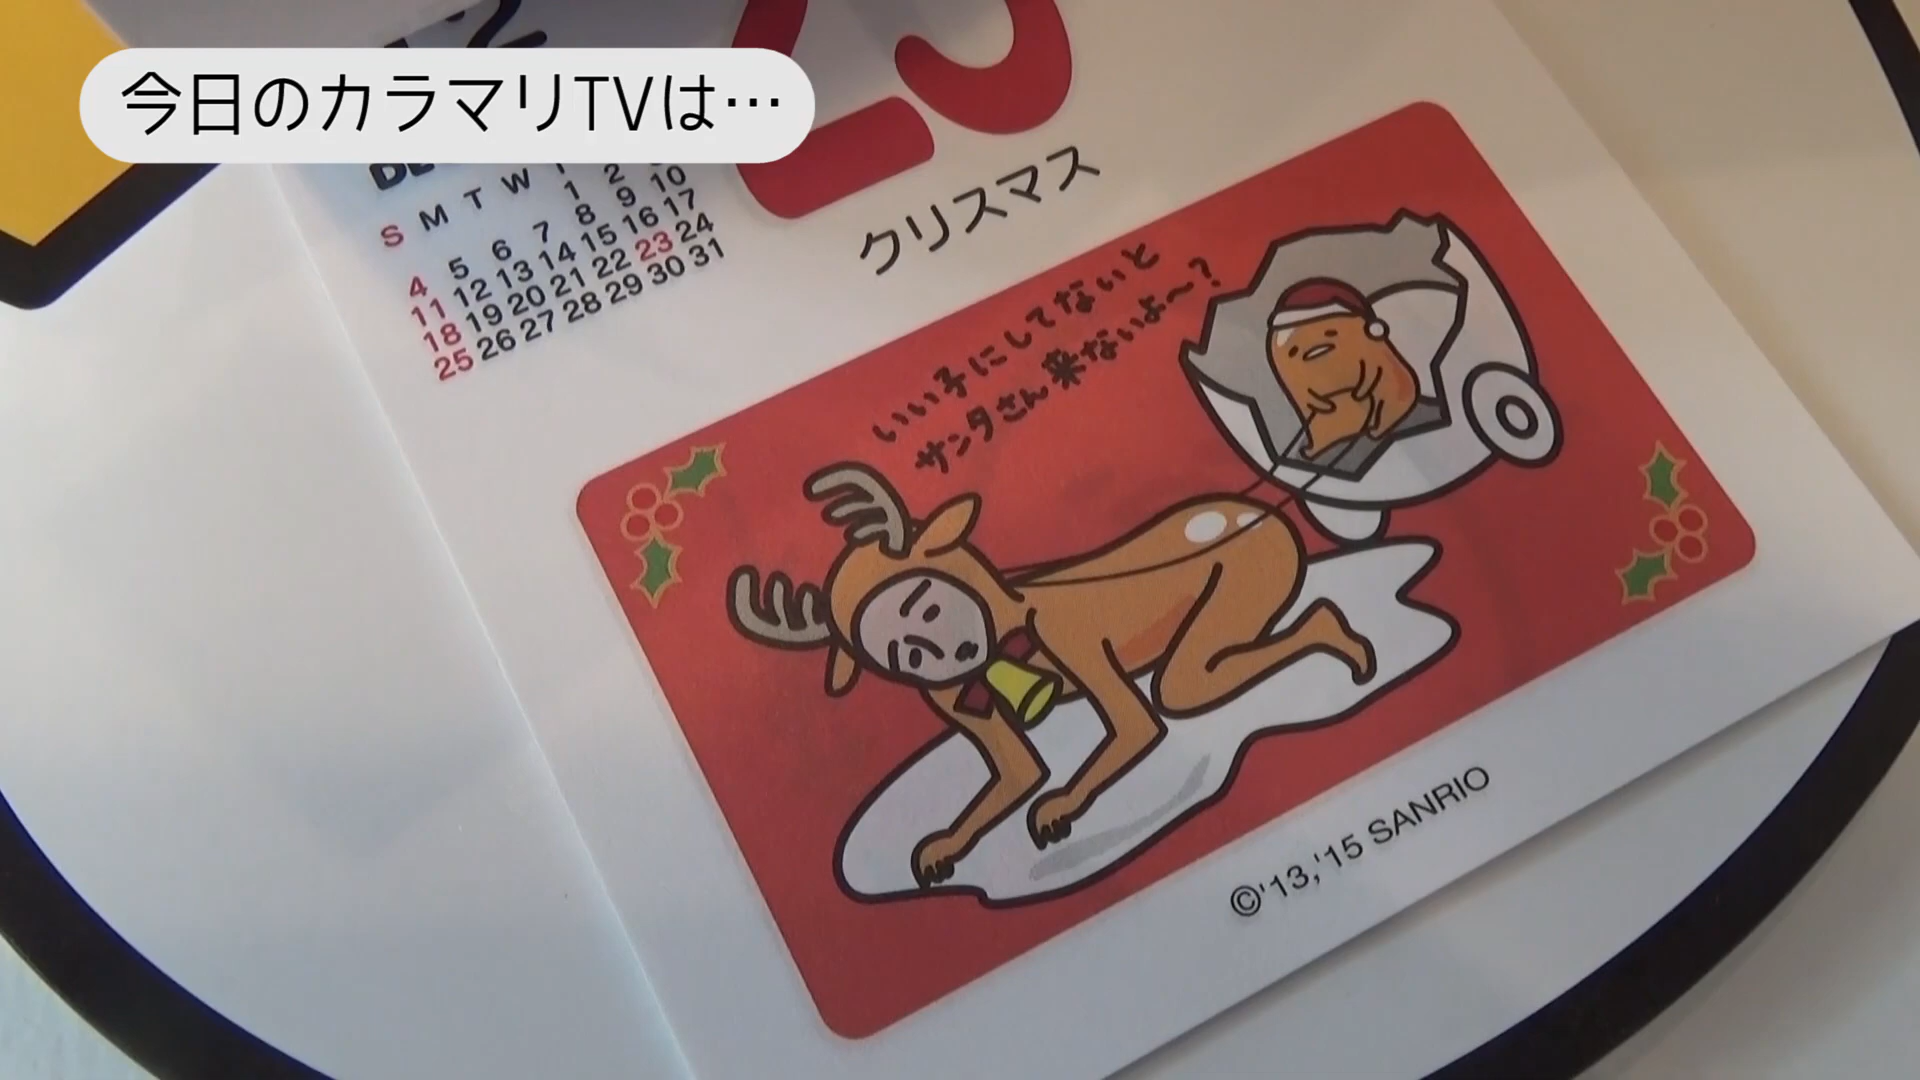 今日のカラマリTVは…
25
クリスマス
S M T W
1 2
4 5 6 7 8 9 10
11 12 13 14 15 16 17
18 19 20 21 22 23 24
25 26 27 28 29 30 31
いい子にしてないと
サンタさん来ないよ〜?
©'13,'15 SANRIO